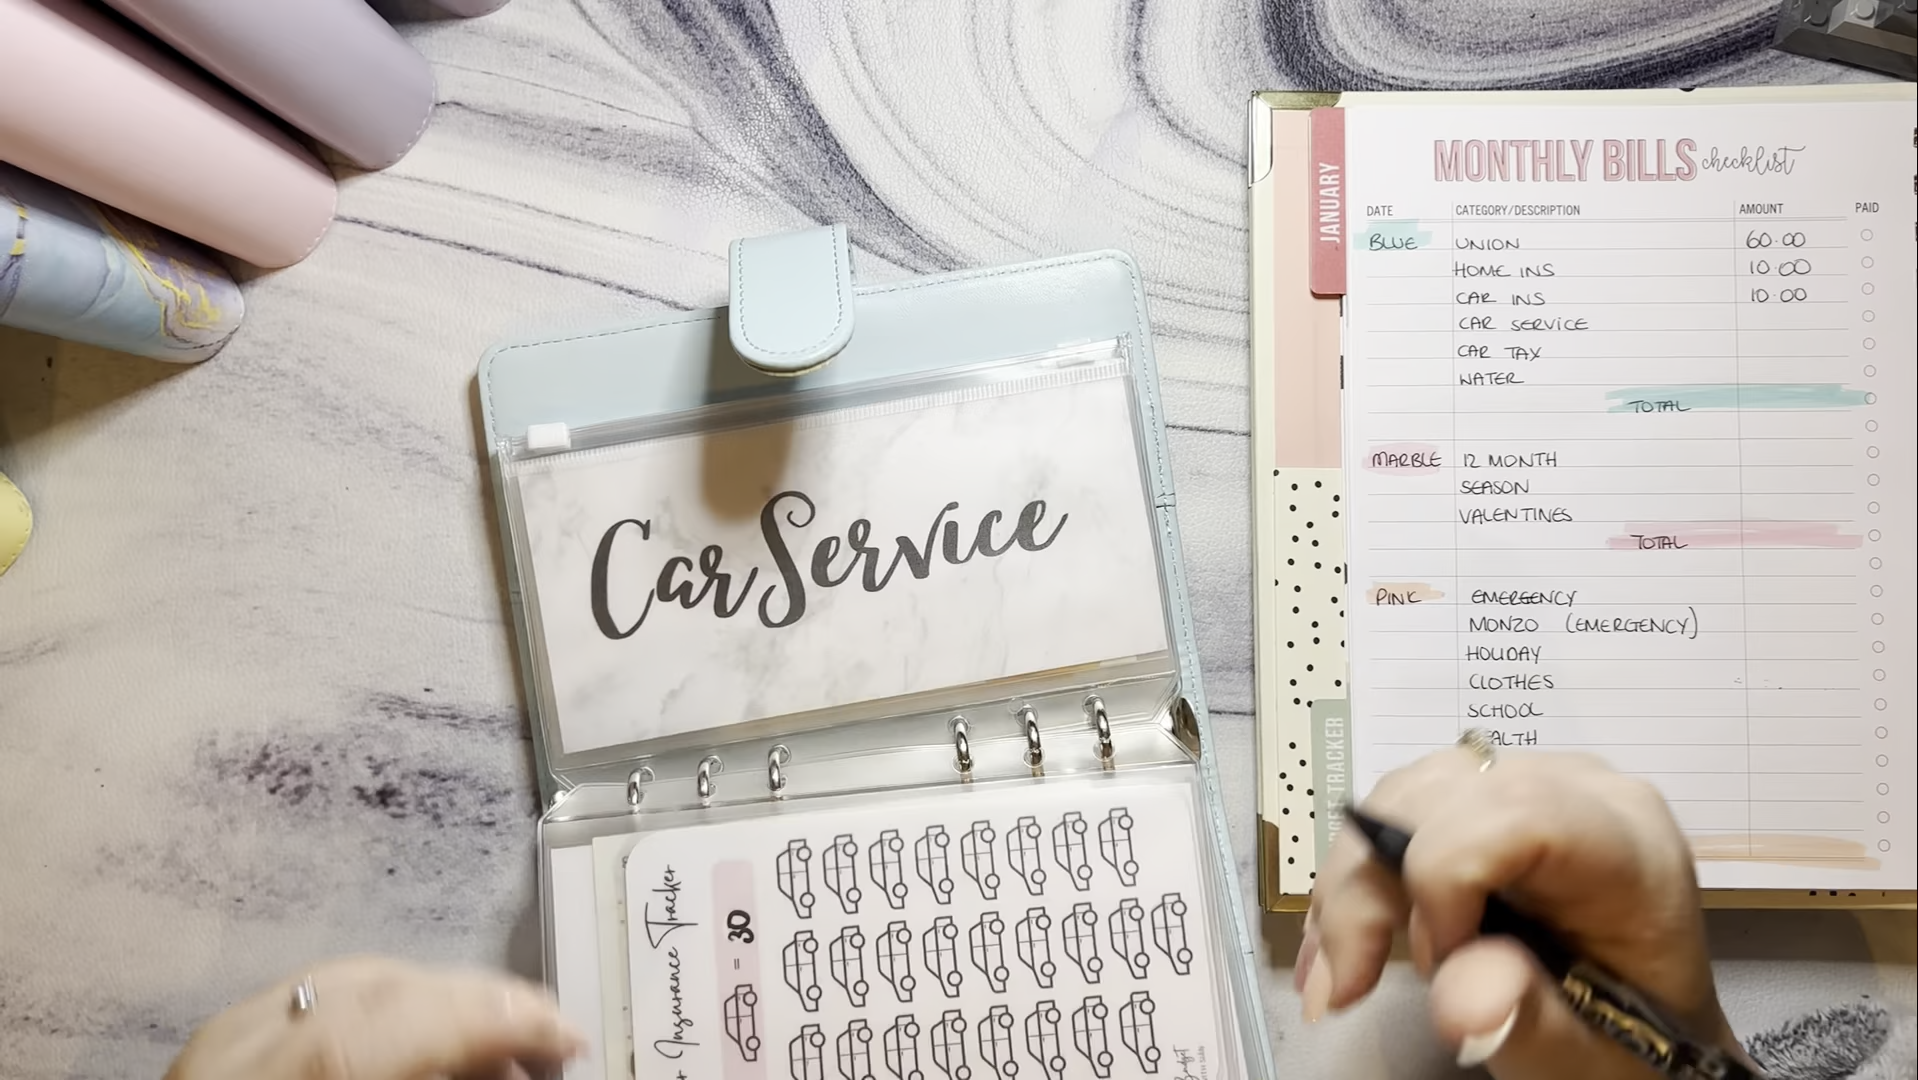 Car Service
Insurance Tracker
= 30
Budget
JANUARY
TRACKER
MONTHLY BILLS checklist
DATE CATEGORY/DESCRIPTION AMOUNT PAID
BLUE UNION 60.00
HOME INS 10.00
CAR INS 10.00
CAR SERVICE
CAR TAX
WATER
TOTAL
MARBLE 12 MONTH
SEASON
VALENTINES
TOTAL
PINK EMERGENCY
MONZO (EMERGENCY)
HOLIDAY
CLOTHES
SCHOOL